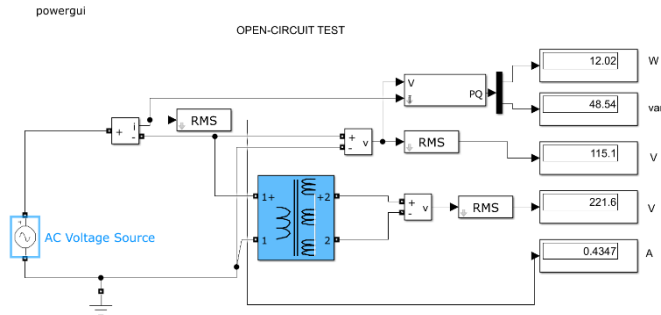 powergui
OPEN-CIRCUIT TEST
12.02 W
V
PQ
I
48.54 var
+ i
-
RMS
+
- v
RMS
115.1 V
1+ +2
+
- v
RMS
221.6 V
AC Voltage Source
1 2
0.4347 A